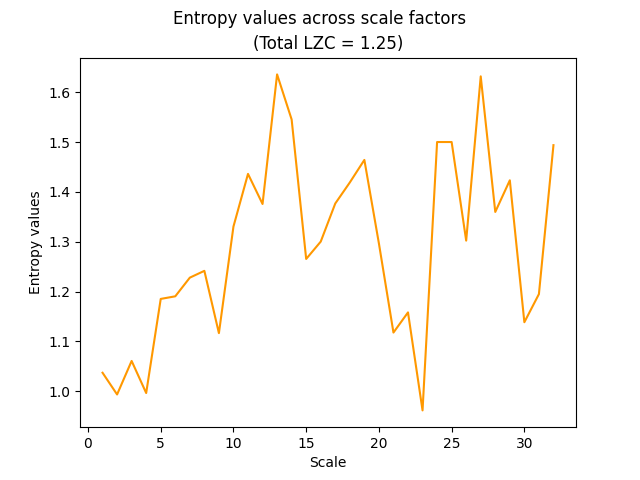 Entropy values across scale factors
(Total LZC = 1.25)
1.6
1.5
1.4
1.3
1.2
1.1
1.0
Entropy values
0 5 10 15 20 25 30
Scale